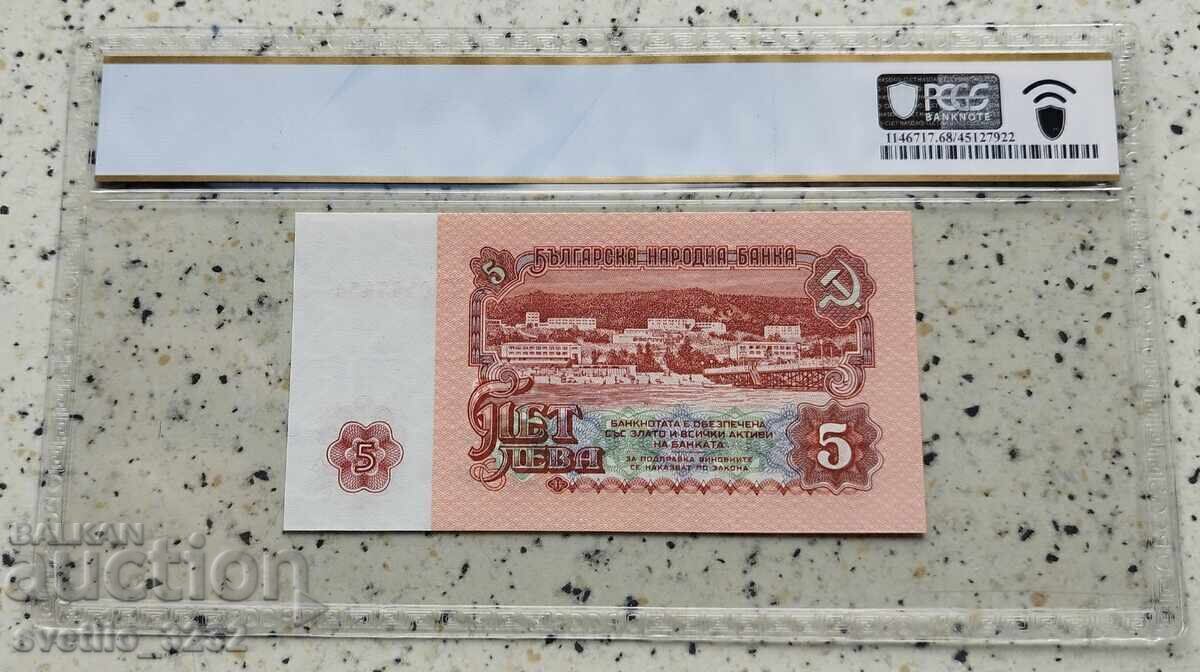 PCGS
BANKNOTE
1146717.68/45127922
5
БЪЛГАРСКА НАРОДНА БАНКА
ПЕТ
ЛЕВА
БАНКНОТАТА Е ОБЕЗПЕЧЕНА
СЪС ЗЛАТО И ВСИЧКИ АКТИВИ
НА БАНКАТА
ЗА ПОДПРАВКА ВИНОВНИТЕ
СЕ НАКАЗВАТ ПО ЗАКОНА
5
5
BALKAN
auction
svetlio_3232